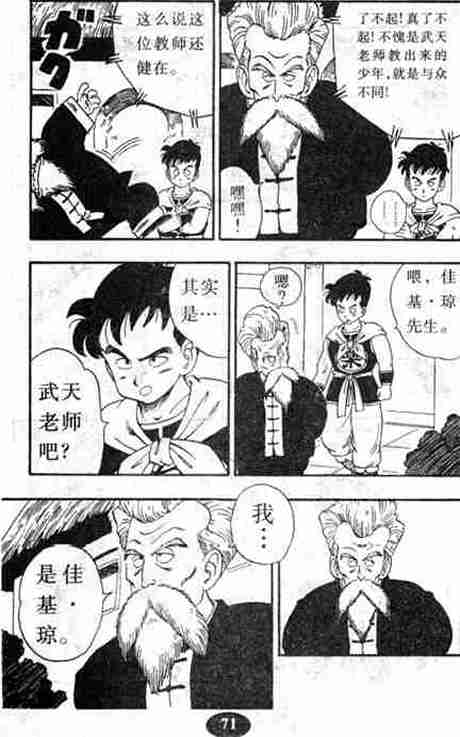 了不起!真了
不起!不愧是武天
老师教出来的
少年,就是与众
不同!
嘿
嘿
!
……
……
这么说这
位教师还
健在。
ガク
喂,佳
基·琼
先生。
嗯?
其实
是…
武天
老师
吧?
我
…
是佳·
基琼。
71